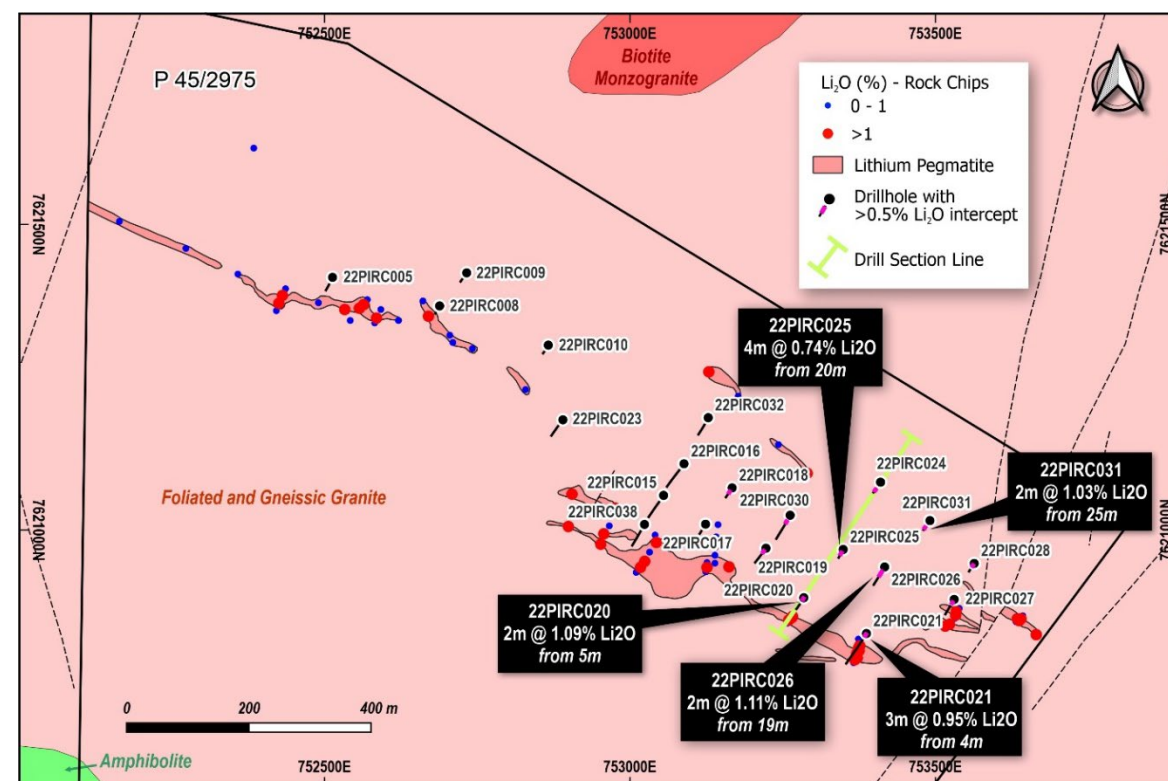 752500E
753000E
753500E
P 45/2975
Biotite
Monzogranite
Li₂O (%) - Rock Chips
0 - 1
>1
Lithium Pegmatite
Drillhole with
>0.5% Li₂O intercept
Drill Section Line
7621500N
7621500N
22PIRC005
22PIRC009
22PIRC008
22PIRC010
22PIRC025
4m @ 0.74% Li2O
from 20m
22PIRC032
22PIRC023
22PIRC016
22PIRC024
22PIRC015
22PIRC018
22PIRC031
2m @ 1.03% Li2O
from 25m
Foliated and Gneissic Granite
22PIRC030
22PIRC031
22PIRC038
7621000N
7621000N
22PIRC017
22PIRC025
22PIRC028
22PIRC019
22PIRC026
22PIRC020
22PIRC027
22PIRC020
2m @ 1.09% Li2O
from 5m
22PIRC021
22PIRC026
2m @ 1.11% Li2O
from 19m
22PIRC021
3m @ 0.95% Li2O
from 4m
0
200
400 m
Amphibolite
752500E
753000E
753500E